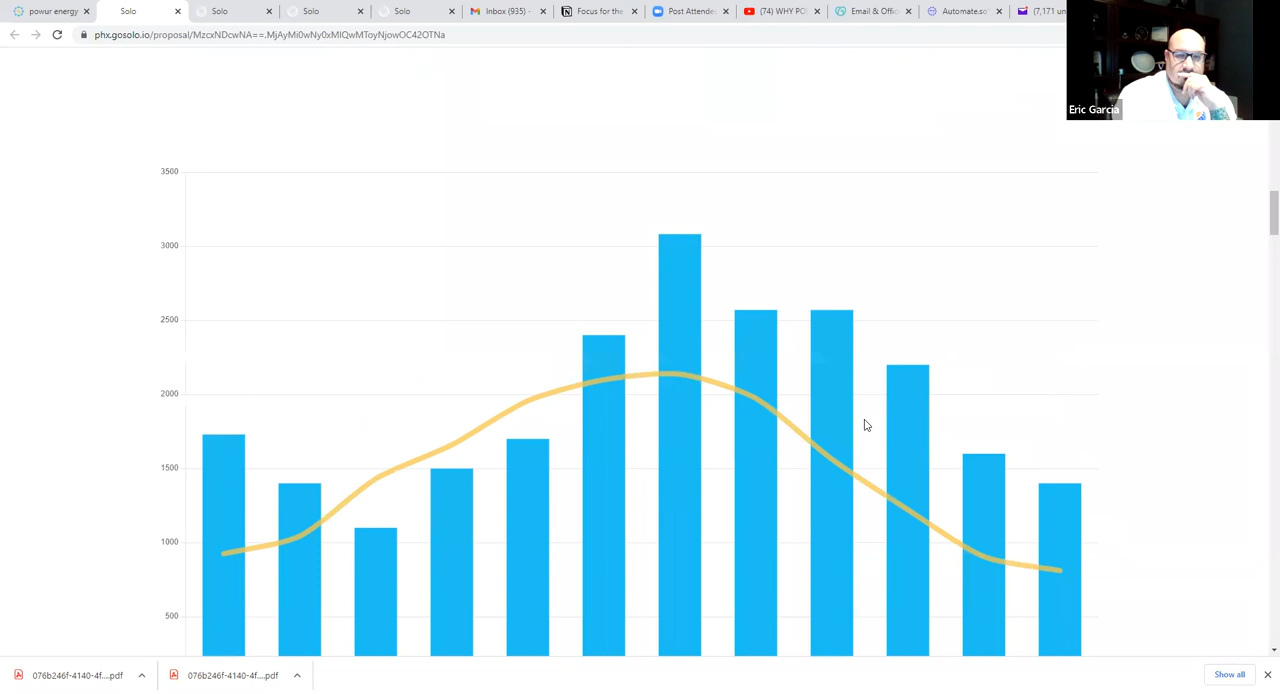 powur energy
Solo
Solo
Solo
Solo
Inbox (935) -
Focus for the
Post Attende
(74) WHY PO
Email & Offi
Automate.so
(7,171 un
phx.gosolo.io/proposal/
Eric Garcia
3500
3000
2500
2000
1500
1000
500
076b246f-4140-4f....pdf
076b246f-4140-4f....pdf
Show all